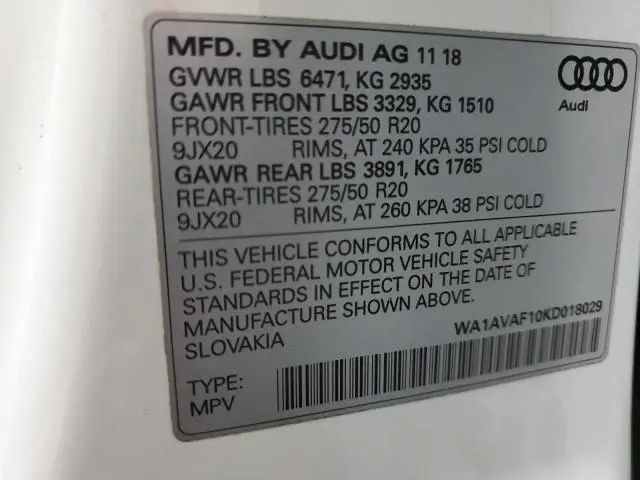 MFD. BY AUDI AG 11 18
GVWR LBS 6471, KG 2935
GAWR FRONT LBS 3329, KG 1510
FRONT-TIRES 275/50 R20
9JX20 RIMS, AT 240 KPA 35 PSI COLD
GAWR REAR LBS 3891, KG 1765
REAR-TIRES 275/50 R20
9JX20 RIMS, AT 260 KPA 38 PSI COLD
Audi
THIS VEHICLE CONFORMS TO ALL APPLICABLE
U.S. FEDERAL MOTOR VEHICLE SAFETY
STANDARDS IN EFFECT ON THE DATE OF
MANUFACTURE SHOWN ABOVE.
SLOVAKIA
WA1AVAF10KD018029
TYPE:
MPV